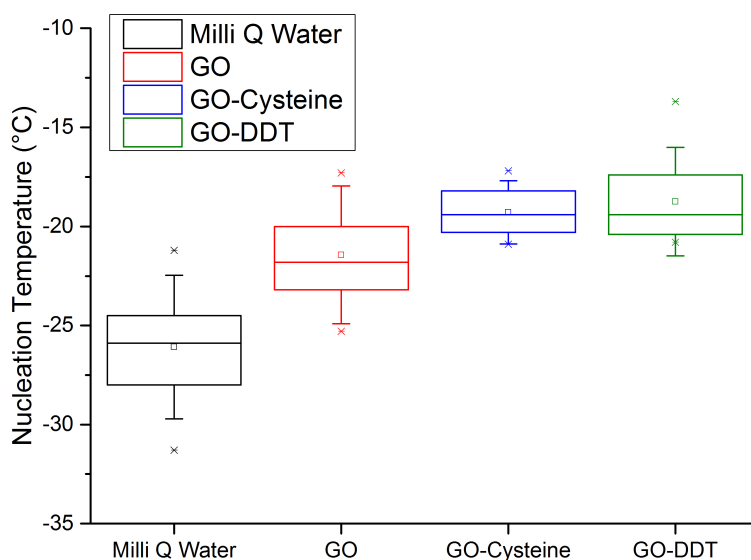 Milli Q Water
GO
GO-Cysteine
GO-DDT
Nucleation Temperature (°C)
-10
-15
-20
-25
-30
-35
Milli Q Water GO GO-Cysteine GO-DDT